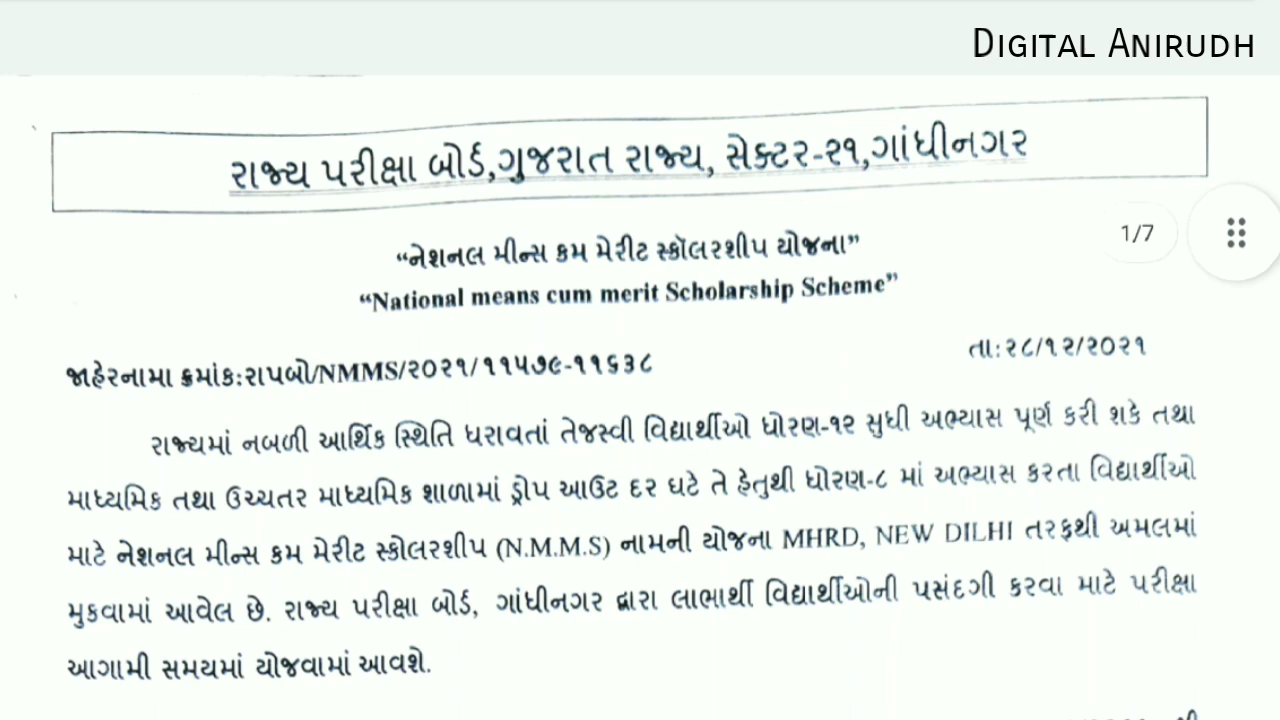 DIGITAL ANIRUDH
રાજ્ય પરીક્ષા બોર્ડ,ગુજરાત રાજ્ય, સેક્ટર-૨૧,ગાંધીનગર
1/7
“નેશનલ મીન્સ કમ મેરીટ સ્કૉલરશીપ યોજના”
“National means cum merit Scholarship Scheme”
જાહેરનામા ક્રમાંક:રાપબો/NMMS/૨૦૨૧/૧૧૫૭૯-૧૧૬૩૮ તા:૨૮/૧૨/૨૦૨૧
રાજ્યમાં નબળી આર્થિક સ્થિતિ ધરાવતાં તેજસ્વી વિદ્યાર્થીઓ ધોરણ-૧૨ સુધી અભ્યાસ પૂર્ણ કરી શકે તથા
માધ્યમિક તથા ઉચ્ચતર માધ્યમિક શાળામાં ડ્રોપ આઉટ દર ઘટે તે હેતુથી ધોરણ-૮ માં અભ્યાસ કરતા વિદ્યાર્થીઓ
માટે નેશનલ મીન્સ કમ મેરીટ સ્કોલરશીપ (N.M.M.S) નામની યોજના MHRD, NEW DILHI તરફથી અમલમાં
મુકવામાં આવેલ છે. રાજ્ય પરીક્ષા બોર્ડ, ગાંધીનગર દ્વારા લાભાર્થી વિદ્યાર્થીઓની પસંદગી કરવા માટે પરીક્ષા
આગામી સમયમાં યોજવામાં આવશે.